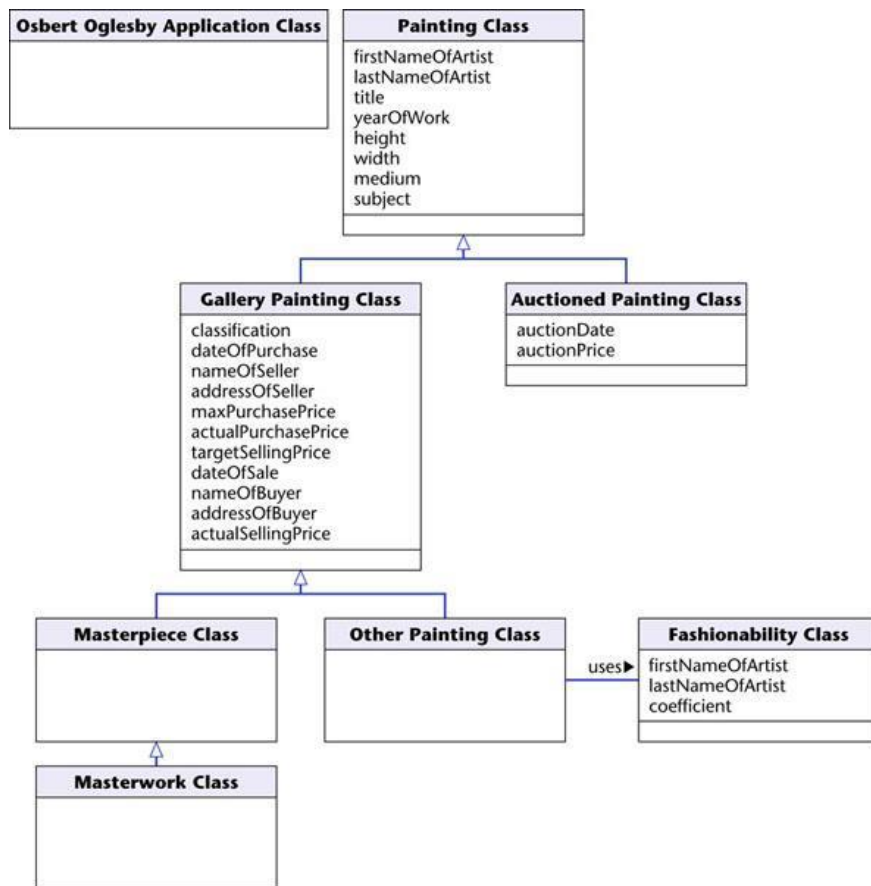 Osbert Oglesby Application Class
Painting Class
firstNameOfArtist
lastNameOfArtist
title
yearOfWork
height
width
medium
subject
Gallery Painting Class
classification
dateOfPurchase
nameOfSeller
addressOfSeller
maxPurchasePrice
actualPurchasePrice
targetSellingPrice
dateOfSale
nameOfBuyer
addressOfBuyer
actualSellingPrice
Auctioned Painting Class
auctionDate
auctionPrice
Masterpiece Class
Other Painting Class
uses▶
Fashionability Class
firstNameOfArtist
lastNameOfArtist
coefficient
Masterwork Class